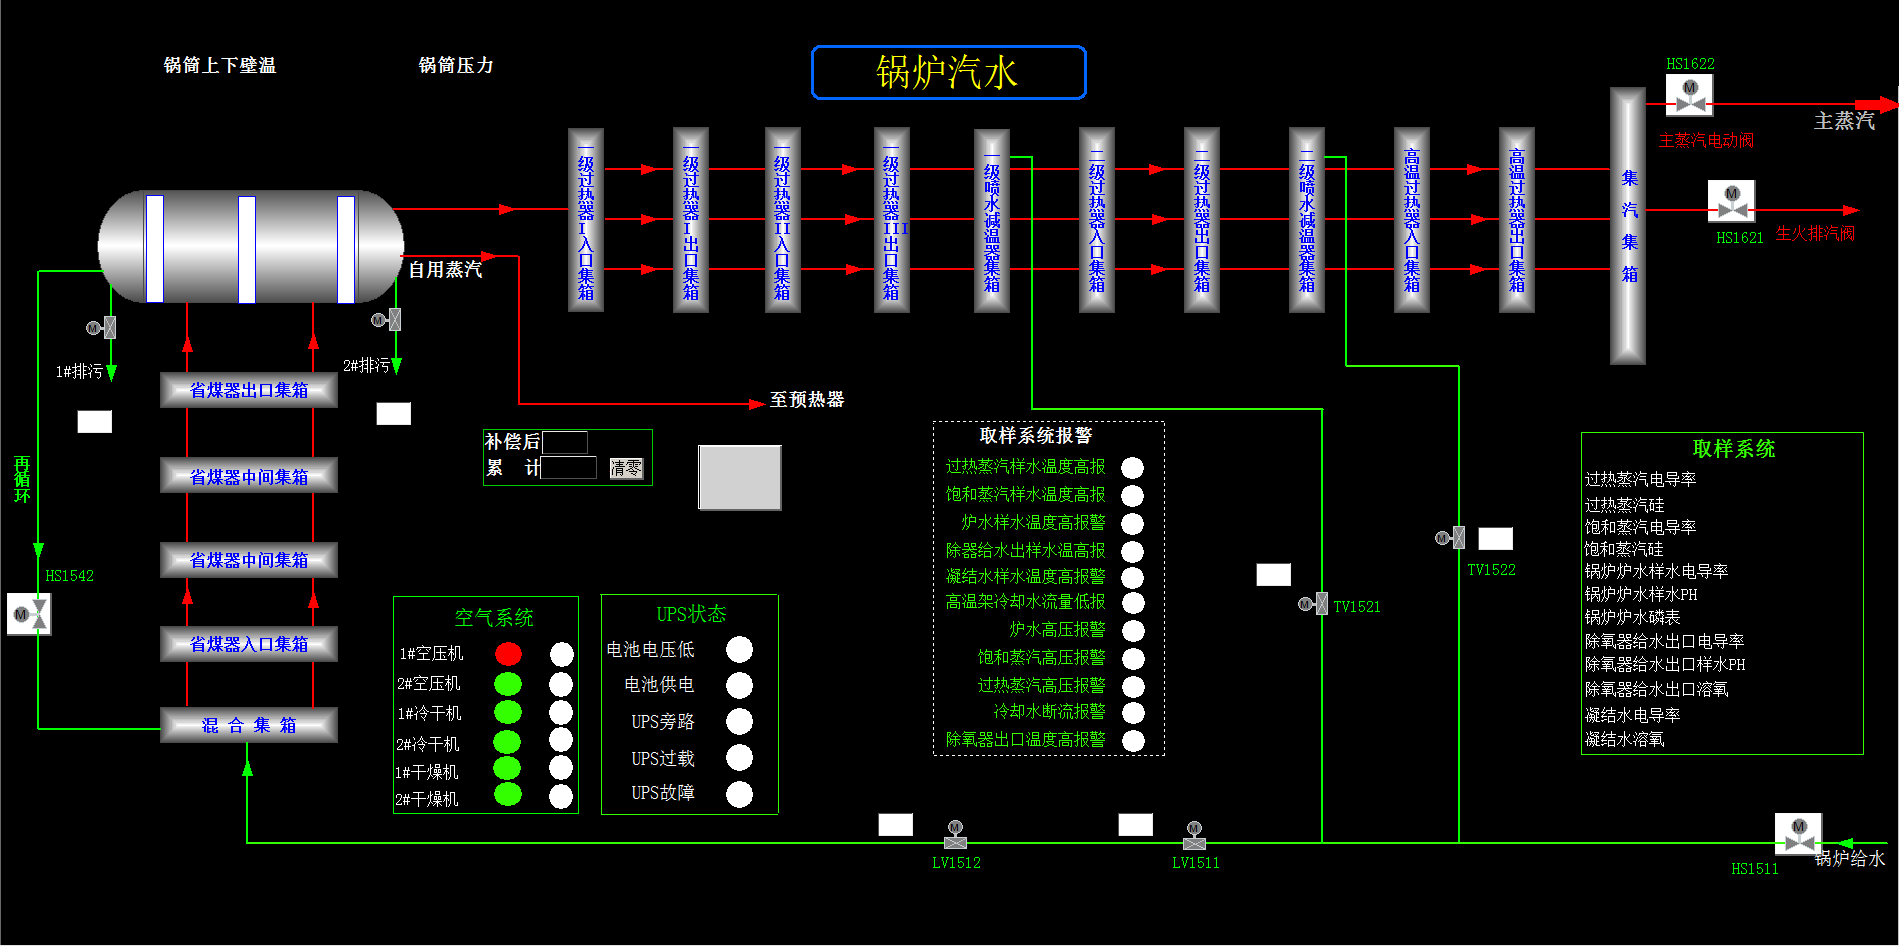 锅炉汽水
锅筒上下壁温
锅筒压力
HS1622
M
主蒸汽
主蒸汽电动阀
M
HS1621
生火排汽阀
一级过热器I入口集箱
一级过热器I出口集箱
一级过热器II入口集箱
一级过热器III出口集箱
一级喷水减温器集箱
二级过热器入口集箱
二级过热器出口集箱
二级喷水减温器集箱
高温过热器入口集箱
高温过热器出口集箱
集汽集箱
自用蒸汽
M
1#排污
M
2#排污
省煤器出口集箱
至预热器
补偿后
累 计
清零
再循环
省煤器中间集箱
省煤器中间集箱
HS1542
M
省煤器入口集箱
混合集箱
空气系统
1#空压机
2#空压机
1#冷干机
2#冷干机
1#干燥机
2#干燥机
UPS状态
电池电压低
电池供电
UPS旁路
UPS过载
UPS故障
取样系统报警
过热蒸汽样水温度高报
饱和蒸汽样水温度高报
炉水样水温度高报警
除器给水出样水温高报
凝结水样水温度高报警
高温架冷却水流量低报
炉水高压报警
饱和蒸汽高压报警
过热蒸汽高压报警
冷却水断流报警
除氧器出口温度高报警
M
TV1521
M
TV1522
取样系统
过热蒸汽电导率
过热蒸汽硅
饱和蒸汽电导率
饱和蒸汽硅
锅炉炉水样水电导率
锅炉炉水样水PH
锅炉炉水磷表
除氧器给水出口电导率
除氧器给水出口样水PH
除氧器给水出口溶氧
凝结水电导率
凝结水溶氧
M
LV1512
M
LV1511
M
HS1511
锅炉给水